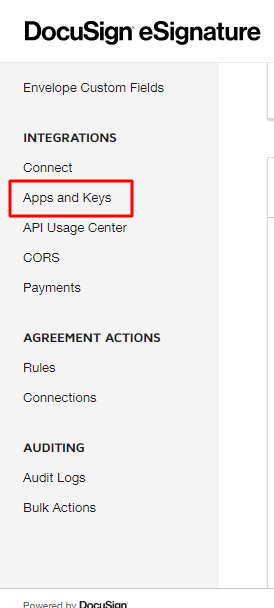 DocuSign eSignature
Envelope Custom Fields
INTEGRATIONS
Connect
Apps and Keys
API Usage Center
CORS
Payments
AGREEMENT ACTIONS
Rules
Connections
AUDITING
Audit Logs
Bulk Actions
Powered by DocuSign